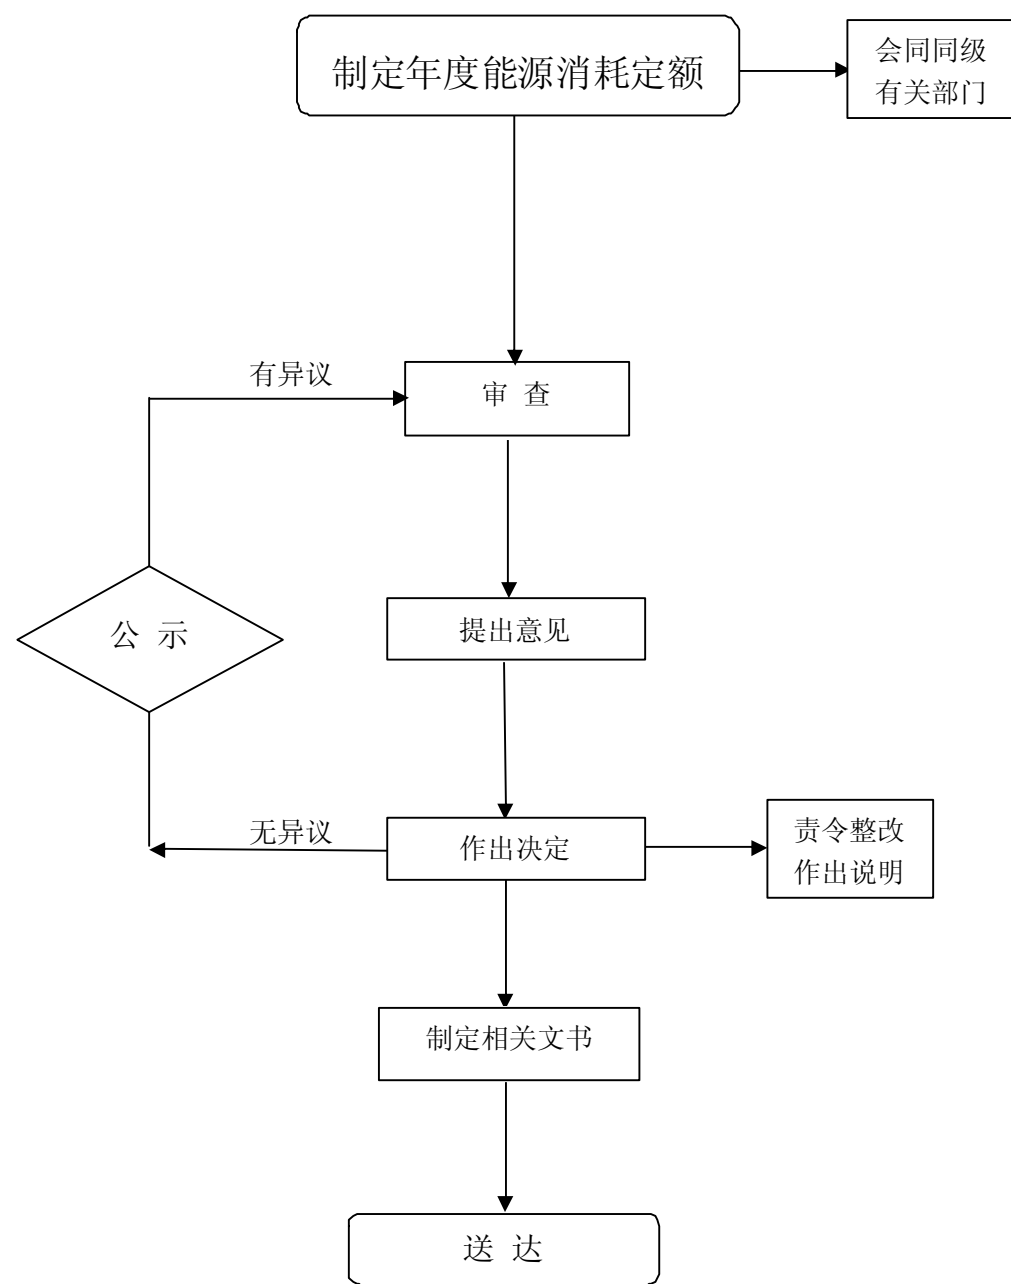 制定年度能源消耗定额
会同同级
有关部门
有异议
审 查
公 示
提出意见
无异议
作出决定
责令整改
作出说明
制定相关文书
送 达